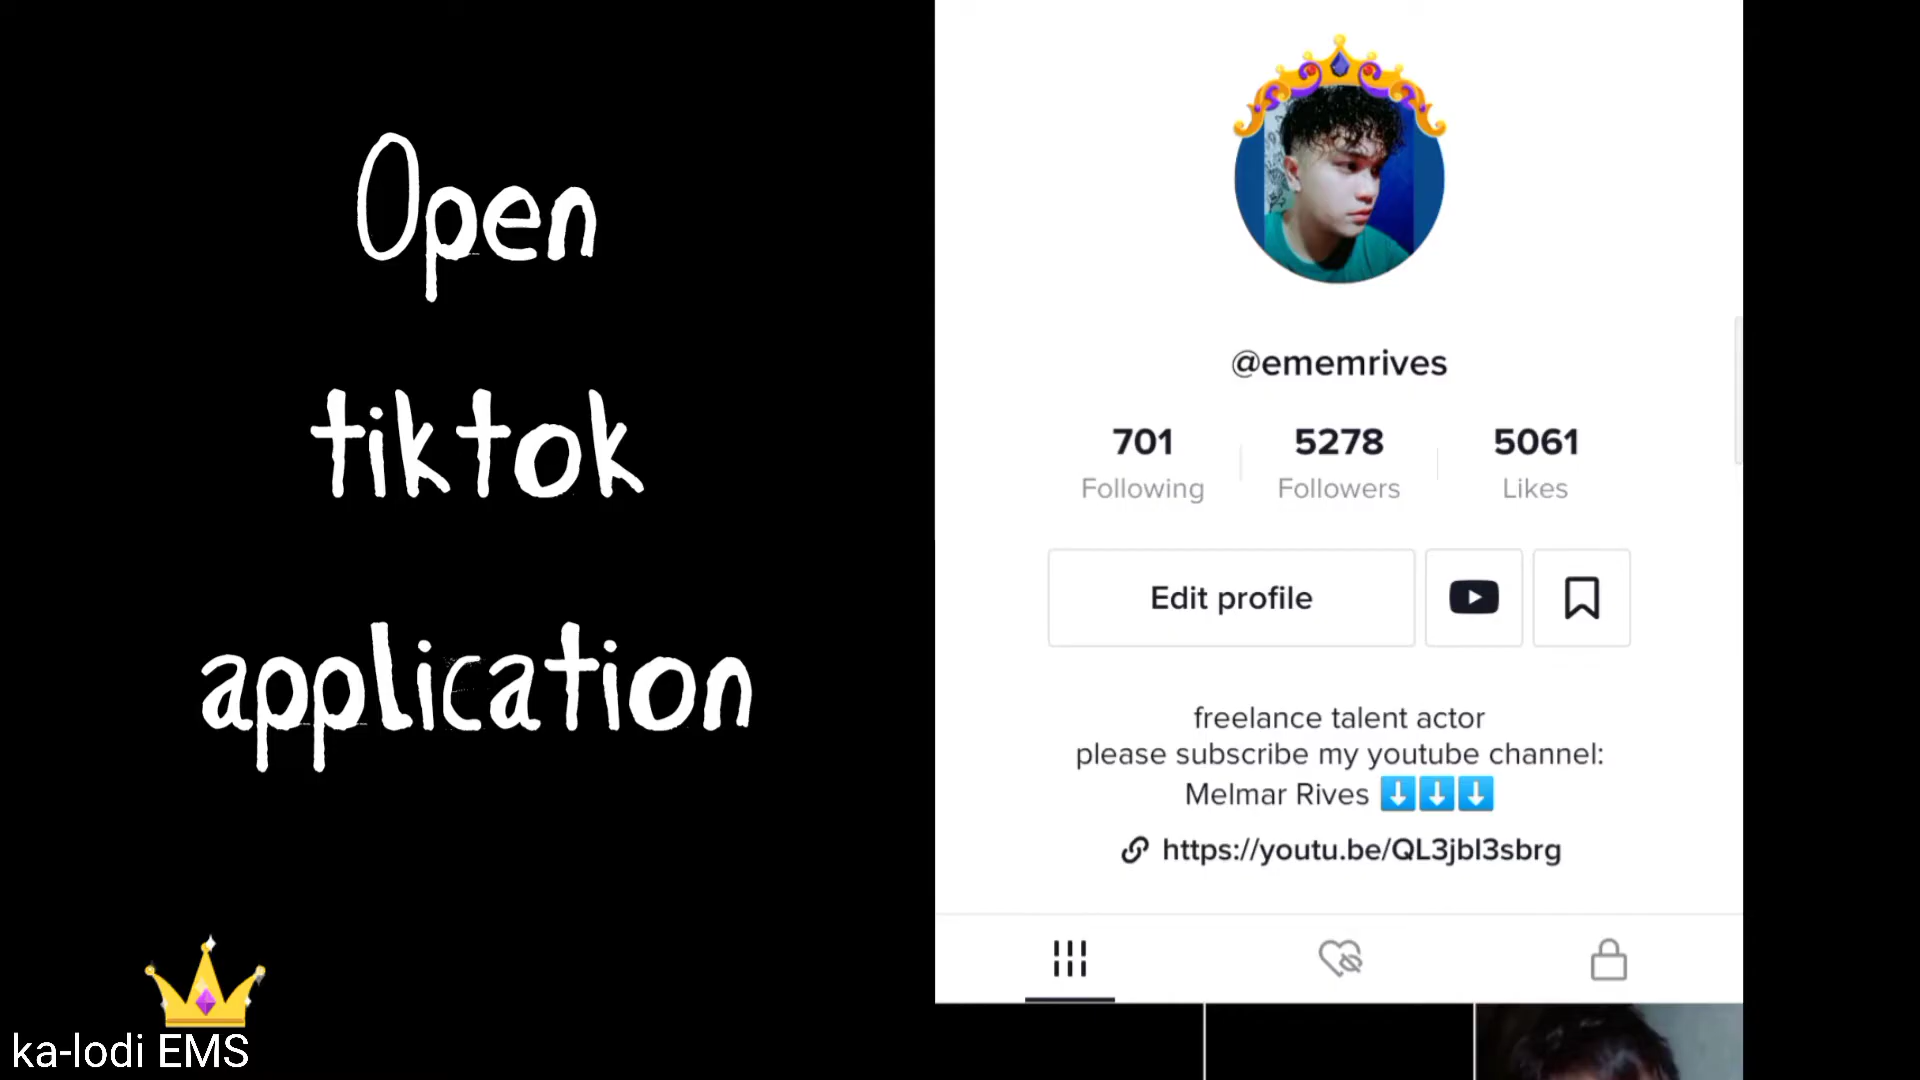 Open
tiktok
application
ka-lodi EMS
@ememrives
701 5278 5061
Following Followers Likes
Edit profile
freelance talent actor
please subscribe my youtube channel:
Melmar Rives ⬇️⬇️⬇️
https://youtu.be/QL3jbl3sbrg